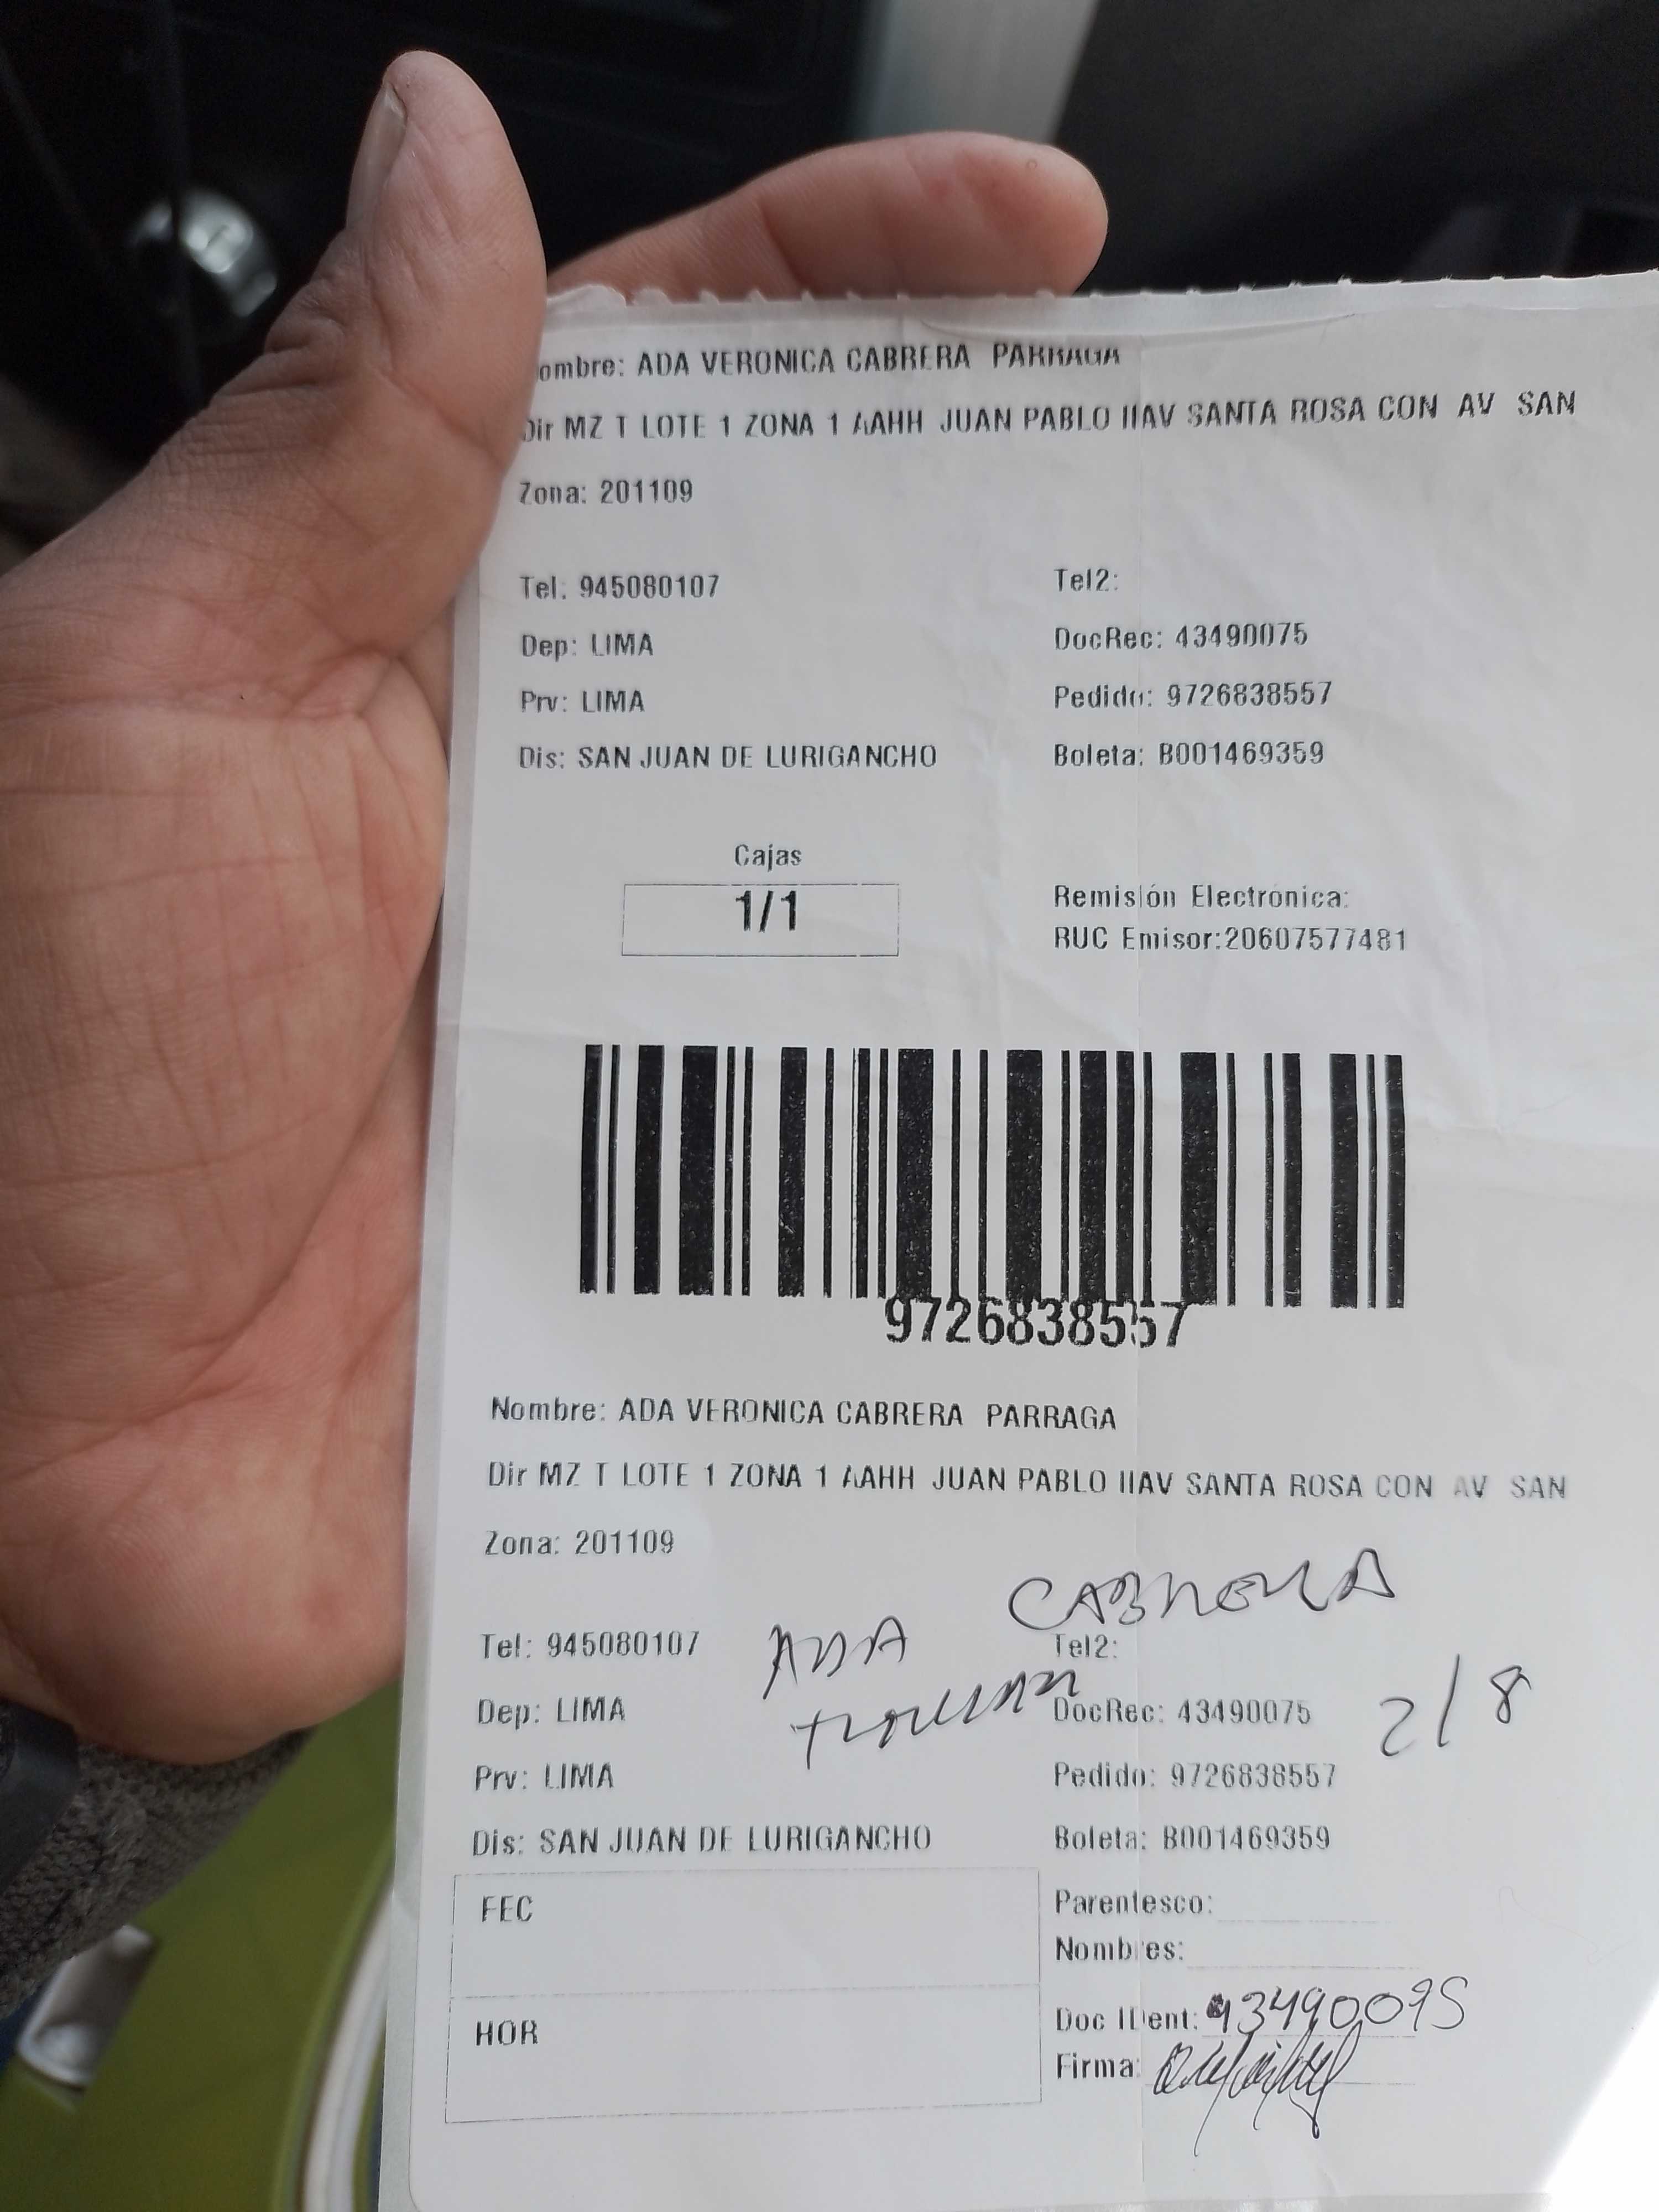 ombre: ADA VERONICA CABRERA PARRAGA
Dir MZ T LOTE 1 ZONA 1 AAHH JUAN PABLO IIAV SANTA ROSA CON AV SAN
Zona: 201109
Tel: 945080107 Tel2:
Dep: LIMA DocRec: 43490075
Prv: LIMA Pedido: 9726838557
Dis: SAN JUAN DE LURIGANCHO Boleta: B001469359
Cajas
1/1
Remisión Electrónica:
RUC Emisor:20607577481
9726838557
Nombre: ADA VERONICA CABRERA PARRAGA
Dir MZ T LOTE 1 ZONA 1 AAHH JUAN PABLO IIAV SANTA ROSA CON AV SAN
Zona: 201109
ADA CABRERA
Tel: 945080107 Tel2:
Dep: LIMA DocRec: 43490075 2/8
Prv: LIMA Pedido: 9726838557
Dis: SAN JUAN DE LURIGANCHO Boleta: B001469359
FEC
Parentesco:
Nombres:
HOR
Doc IDent: 43490075
Firma: